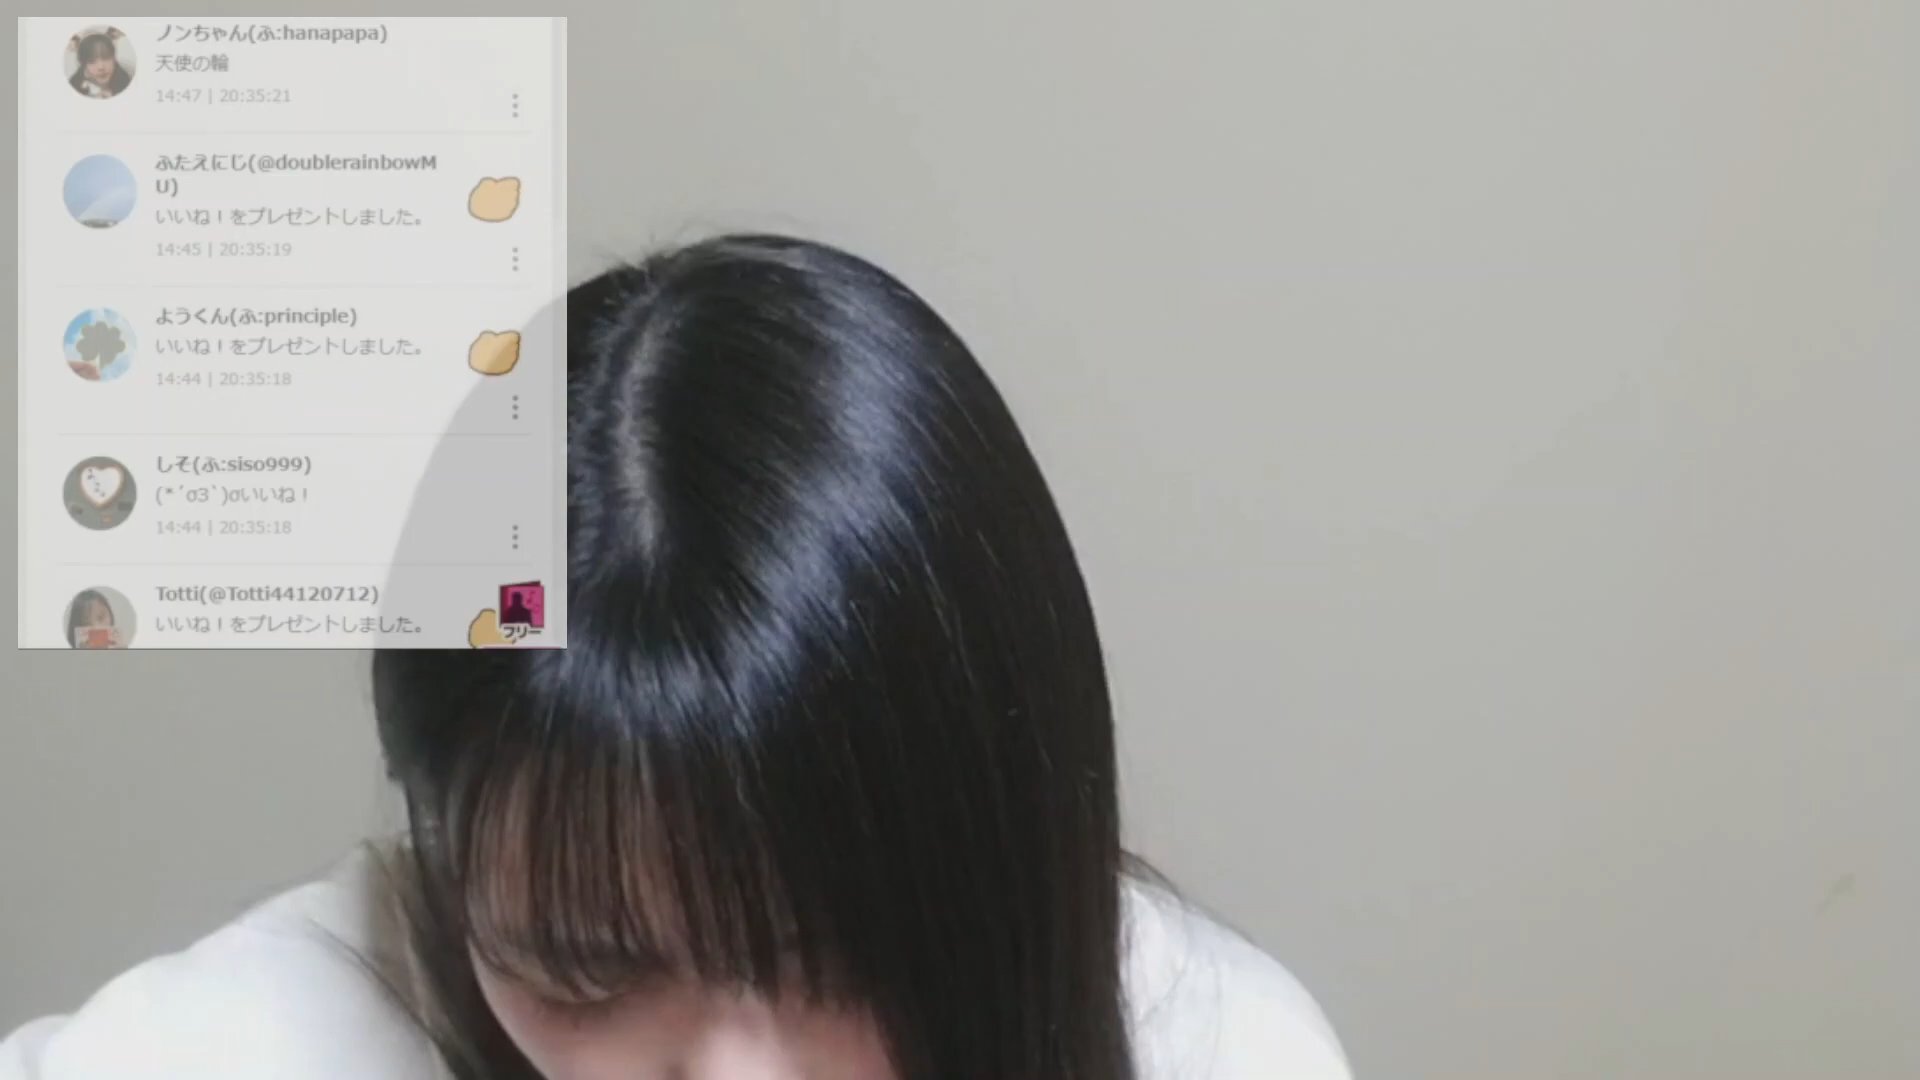 ノンちゃん(ふ:hanapapa)
天使の輪
14:47 | 20:35:21
ふたえにじ(@doublerainbowM
U)
いいね！をプレゼントしました。
14:45 | 20:35:19
ようくん(ふ:principle)
いいね！をプレゼントしました。
14:44 | 20:35:18
しそ(ふ:siso999)
(*´σ3`)σいいね！
14:44 | 20:35:18
Totti(@Totti44120712)
いいね！をプレゼントしました。
フリー